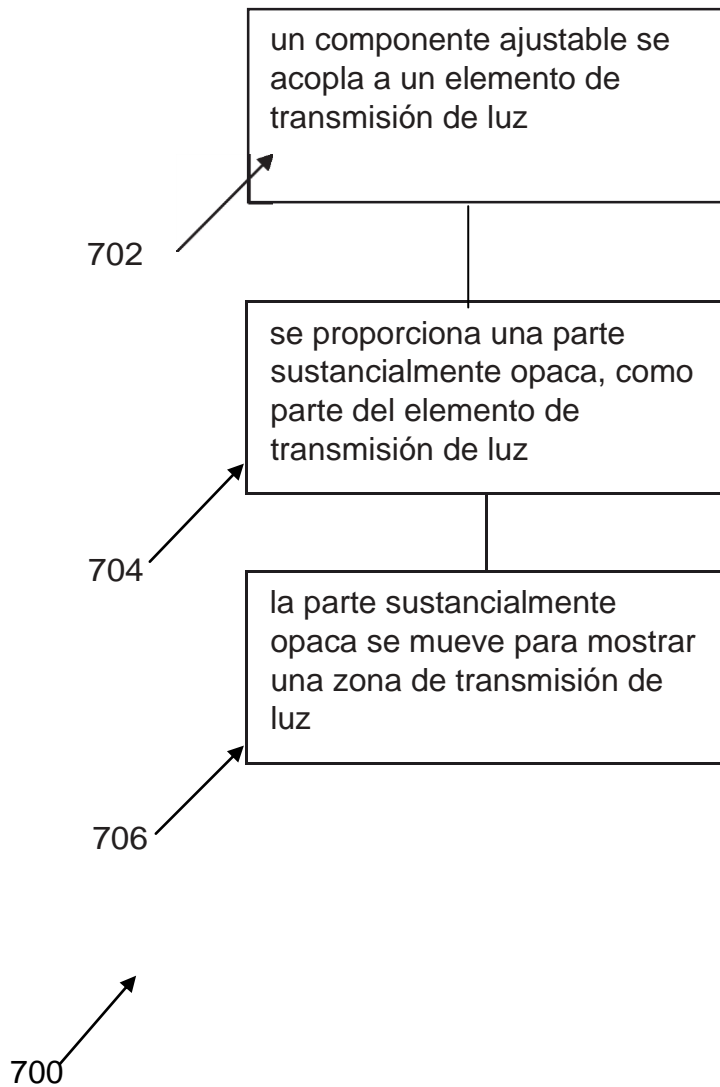 un componente ajustable se
acopla a un elemento de
transmisión de luz
702
se proporciona una parte
sustancialmente opaca, como
parte del elemento de
transmisión de luz
704
la parte sustancialmente
opaca se mueve para mostrar
una zona de transmisión de
luz
706
700